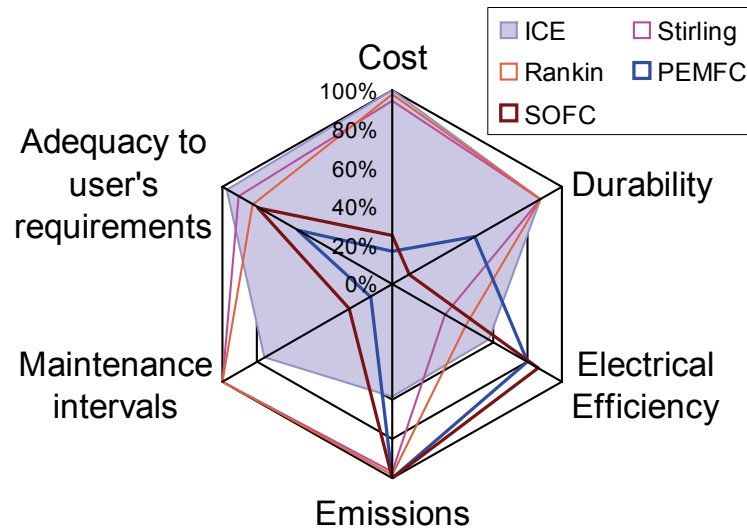 ICE
Stirling
Rankin
PEMFC
SOFC
Cost
100%
80%
60%
40%
20%
0%
Adequacy to
user's
requirements
Durability
Maintenance
intervals
Electrical
Efficiency
Emissions